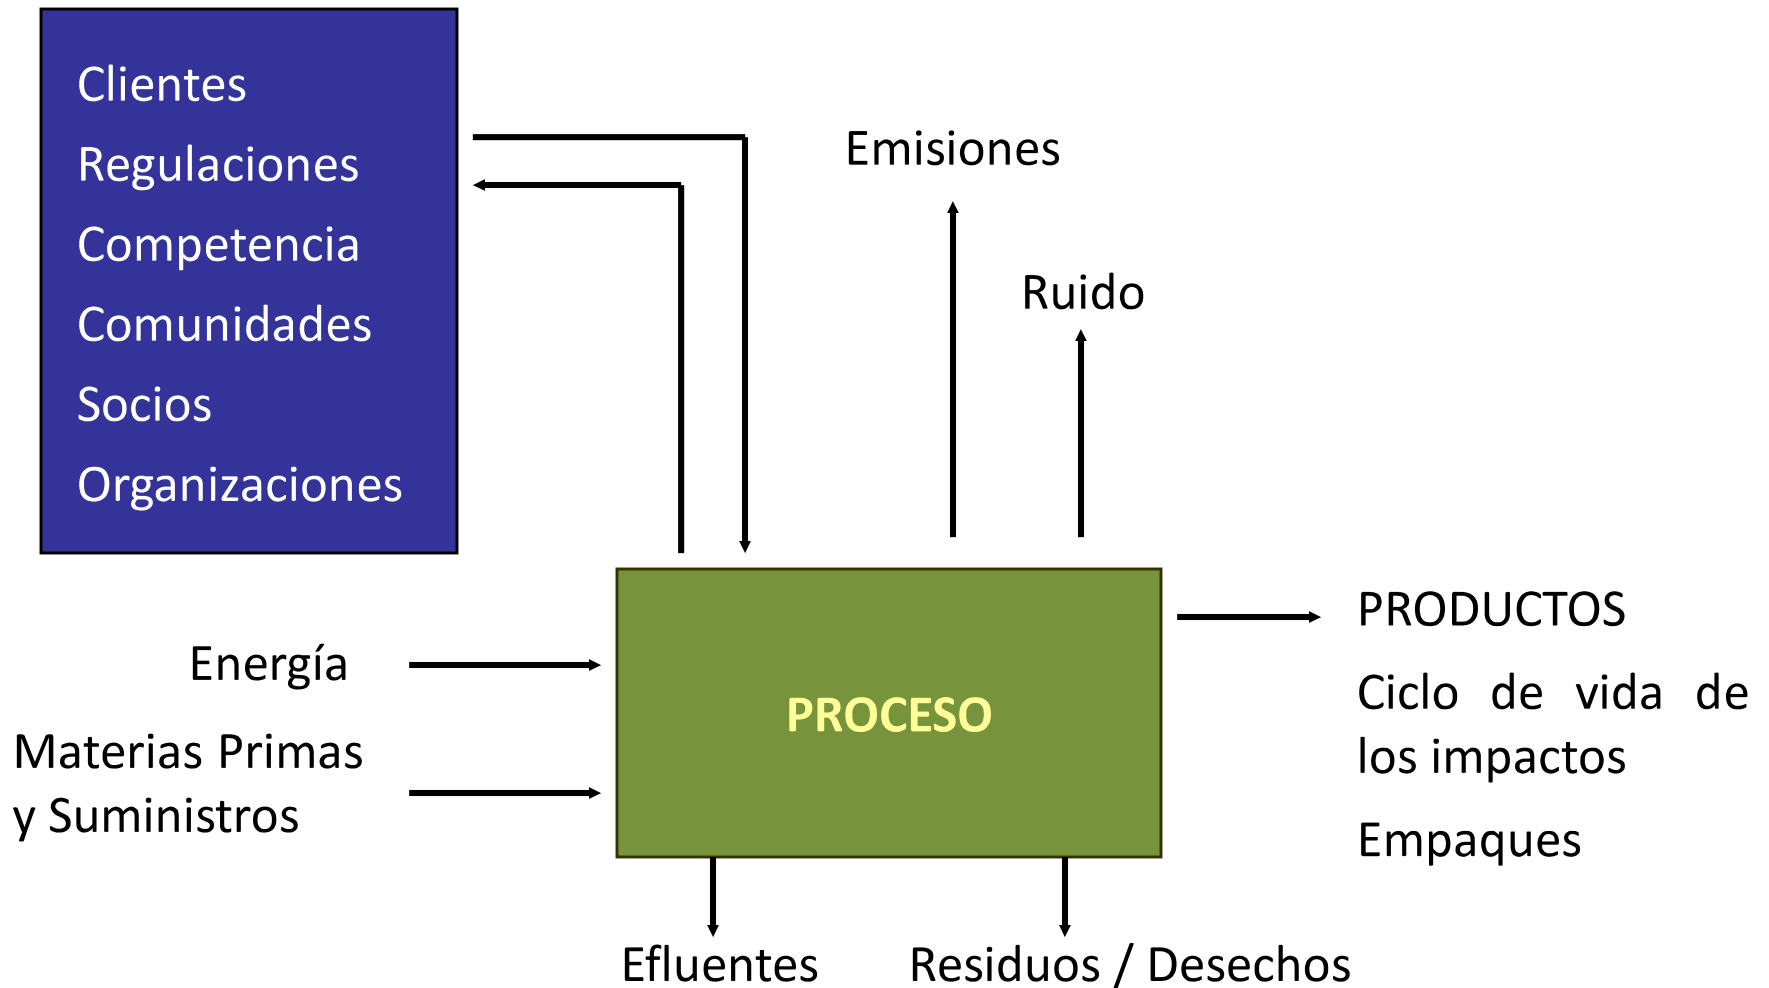 Clientes
Regulaciones
Competencia
Comunidades
Socios
Organizaciones
Emisiones
Ruido
Energía
Materias Primas
y Suministros
PROCESO
PRODUCTOS
Ciclo de vida de
los impactos
Empaques
Efluentes
Residuos / Desechos